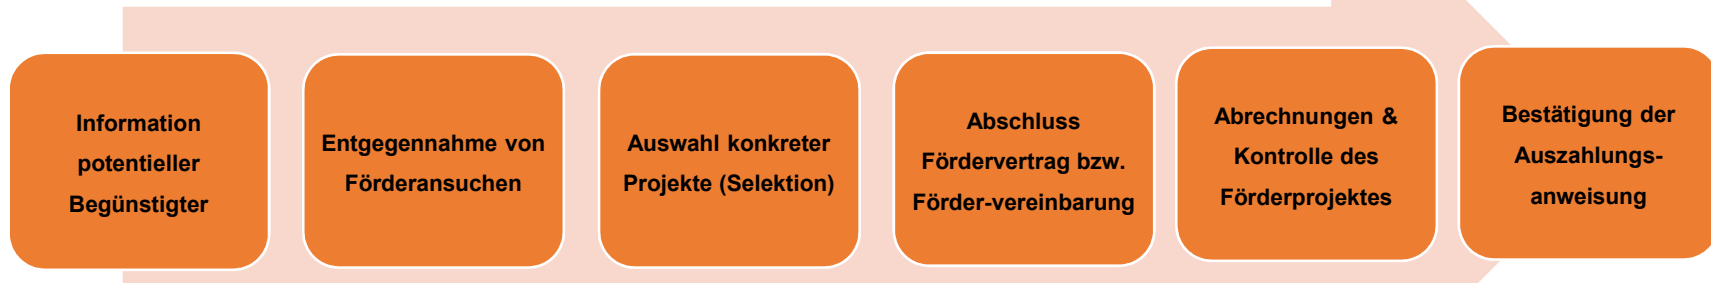 Information
potentieller
Begünstigter
Entgegennahme von
Förderansuchen
Auswahl konkreter
Projekte (Selektion)
Abschluss
Fördervertrag bzw.
Förder-vereinbarung
Abrechnungen &
Kontrolle des
Förderprojektes
Bestätigung der
Auszahlungs-
anweisung